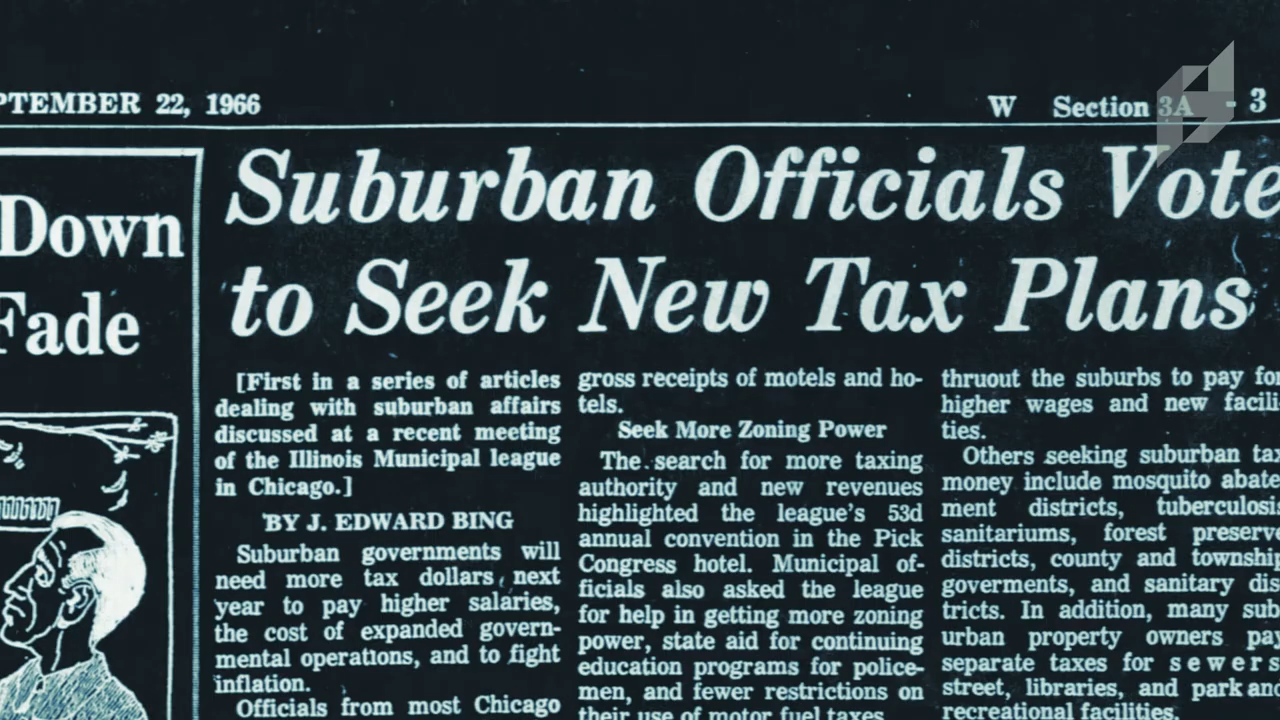 PTEMBER 22, 1966
W Section 3A - 3
Down
Fade
Suburban Officials Vote
to Seek New Tax Plans
[First in a series of articles
dealing with suburban affairs
discussed at a recent meeting
of the Illinois Municipal league
in Chicago.]
BY J. EDWARD BING
Suburban governments will
need more tax dollars next
year to pay higher salaries,
the cost of expanded govern-
mental operations, and to fight
inflation.
Officials from most Chicago
gross receipts of motels and ho-
tels.
Seek More Zoning Power
The search for more taxing
authority and new revenues
highlighted the league's 53d
annual convention in the Pick
Congress hotel. Municipal of-
ficials also asked the league
for help in getting more zoning
power, state aid for continuing
education programs for police-
men, and fewer restrictions on
their use of motor fuel taxes
thruout the suburbs to pay for
higher wages and new facili-
ties.
Others seeking suburban tax
money include mosquito abate-
ment districts, tuberculosis
sanitariums, forest preserve
districts, county and township
goverments, and sanitary dis-
tricts. In addition, many sub-
urban property owners pay
separate taxes for sewers
street, libraries, and park and
recreational facilities.